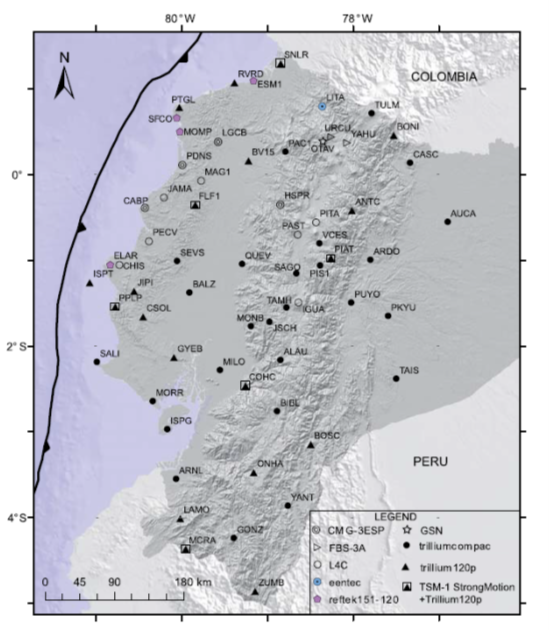 80°W 78°W
N
SNLR
COLOMBIA
RVRD
ESM1
PTGL
LITA
TULM
SFCO
MOMP
URCU
YAHU
BONI
LGCB
PAC1
OTAV
BV15
CASC
PDNS
0°
MAG1
JAMA
FLF1
HSPR
ANTC
CABP
PITA
AUCA
PAST
PECV
VCES
ELAR
CHIS
SEVS
QUEV
PIAT
ARDO
SAGO
PIS1
ISPT
JIPI
BALZ
PPLP
CSOL
TAMH
IGUA
PUYO
PKYU
MONB
JSCH
2°S
SALI
GYEB
ALAU
MILO
COHC
TAIS
MORR
BIBL
ISPG
BOSC
PERU
ARNL
ONHA
YANT
LAMO
4°S
GONZ
MCRA
ZUMB
LEGEND
CMG-3ESP
FBS-3A
L4C
eentec
reftek151-120
GSN
trilliumcompac
trillium120p
TSM-1 StrongMotion
+Trillium120p
0 45 90 180 km